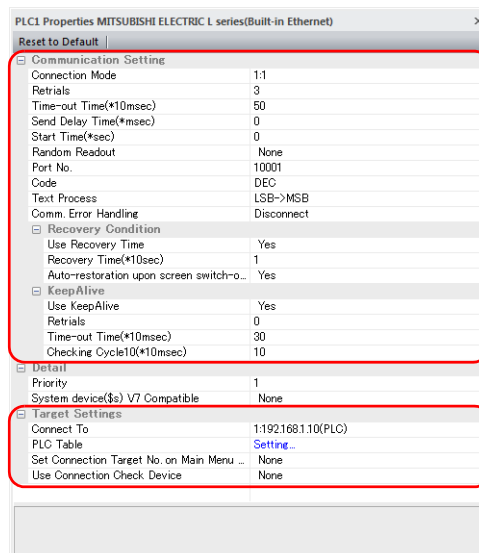 PLC1 Properties MITSUBISHI ELECTRIC L series(Built-in Ethernet) ×
Reset to Default
Communication Setting
Connection Mode 1:1
Retrials 3
Time-out Time(*10msec) 50
Send Delay Time(*msec) 0
Start Time(*sec) 0
Random Readout None
Port No. 10001
Code DEC
Text Process LSB->MSB
Comm. Error Handling Disconnect
Recovery Condition
Use Recovery Time Yes
Recovery Time(*10sec) 1
Auto-restoration upon screen switch-o... Yes
KeepAlive
Use KeepAlive Yes
Retrials 0
Time-out Time(*10msec) 30
Checking Cycle10(*10msec) 10
Detail
Priority 1
System device($s) V7 Compatible None
Target Settings
Connect To 1:192.168.1.10(PLC)
PLC Table Setting...
Set Connection Target No. on Main Menu ... None
Use Connection Check Device None